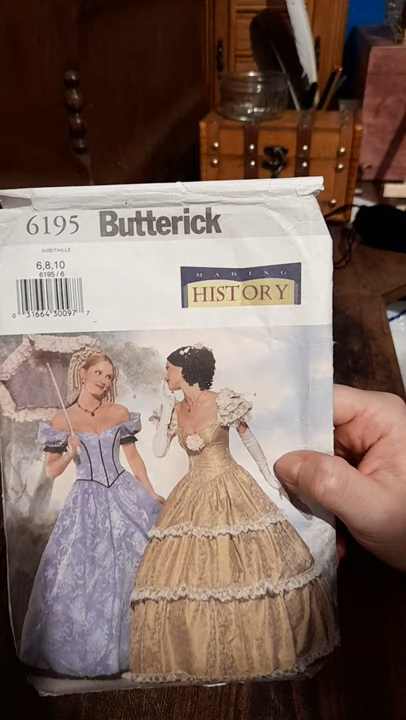 6195 Butterick
SIZE/TAILLE
6,8,10
6195 / 6
0 31664 30097 7
MAKING
HISTORY